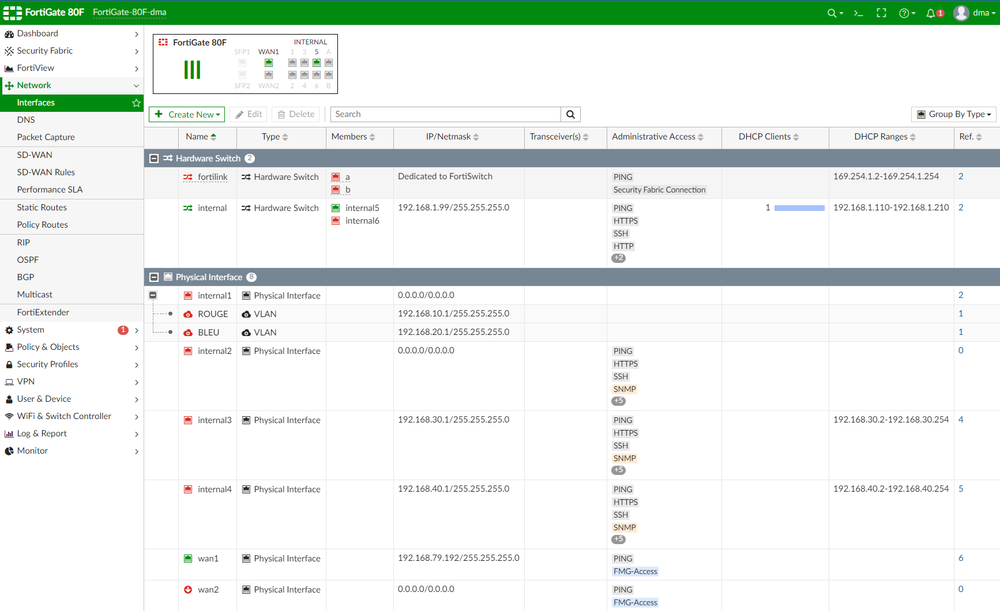 FortiGate 80F FortiGate-80F-dma
1 dma
Dashboard
Security Fabric
FortiView
Network
Interfaces
DNS
Packet Capture
SD-WAN
SD-WAN Rules
Performance SLA
Static Routes
Policy Routes
RIP
OSPF
BGP
Multicast
FortiExtender
System 1
Policy & Objects
Security Profiles
VPN
User & Device
WiFi & Switch Controller
Log & Report
Monitor
FortiGate 80F INTERNAL
SFP1 WAN1 1 3 5 A
SFP2 WAN2 2 4 6 B
+ Create New Edit Delete Search Group By Type
Name Type Members IP/Netmask Transceiver(s) Administrative Access DHCP Clients DHCP Ranges Ref.
Hardware Switch 2
fortilink Hardware Switch a Dedicated to FortiSwitch PING 169.254.1.2-169.254.1.254 2
b Security Fabric Connection
internal Hardware Switch internal5 192.168.1.99/255.255.255.0 PING 1 192.168.1.110-192.168.1.210 2
internal6 HTTPS
SSH
HTTP
+2
Physical Interface 8
internal1 Physical Interface 0.0.0.0/0.0.0.0 2
ROUGE VLAN 192.168.10.1/255.255.255.0 1
BLEU VLAN 192.168.20.1/255.255.255.0 1
internal2 Physical Interface 0.0.0.0/0.0.0.0 PING 0
HTTPS
SSH
SNMP
+5
internal3 Physical Interface 192.168.30.1/255.255.255.0 PING 192.168.30.2-192.168.30.254 4
HTTPS
SSH
SNMP
+5
internal4 Physical Interface 192.168.40.1/255.255.255.0 PING 192.168.40.2-192.168.40.254 5
HTTPS
SSH
SNMP
+5
wan1 Physical Interface 192.168.79.192/255.255.255.0 PING 6
FMG-Access
wan2 Physical Interface 0.0.0.0/0.0.0.0 PING 0
FMG-Access